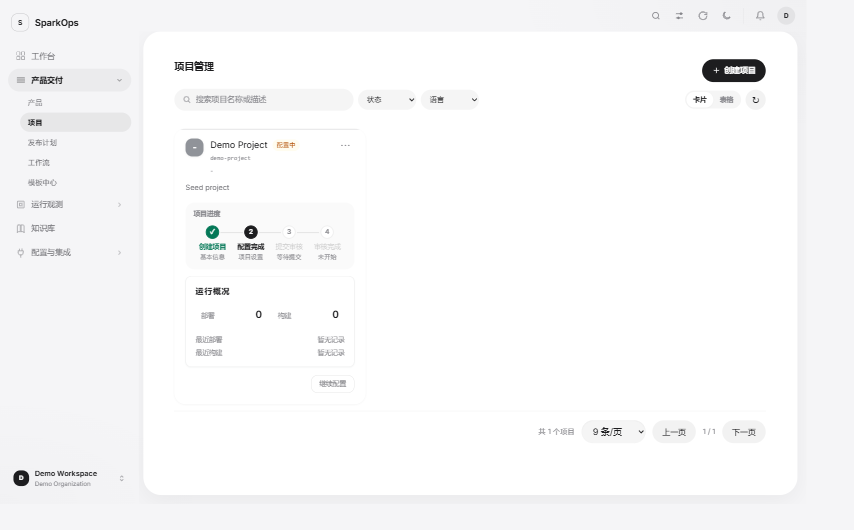 S SparkOps
D
工作台
产品交付
产品
项目
发布计划
工作流
模板中心
运行观测
知识库
配置与集成
D Demo Workspace
Demo Organization
项目管理
+ 创建项目
搜索项目名称或描述
状态
语言
卡片 表格
- Demo Project 配置中 ...
demo-project
-
Seed project
项目进度
2 3 4
创建项目 配置完成 提交审核 审核完成
基本信息 项目设置 等待提交 未开始
运行概况
部署 0 构建 0
最近部署 暂无记录
最近构建 暂无记录
继续配置
共 1 个项目 9 条/页 上一页 1 / 1 下一页